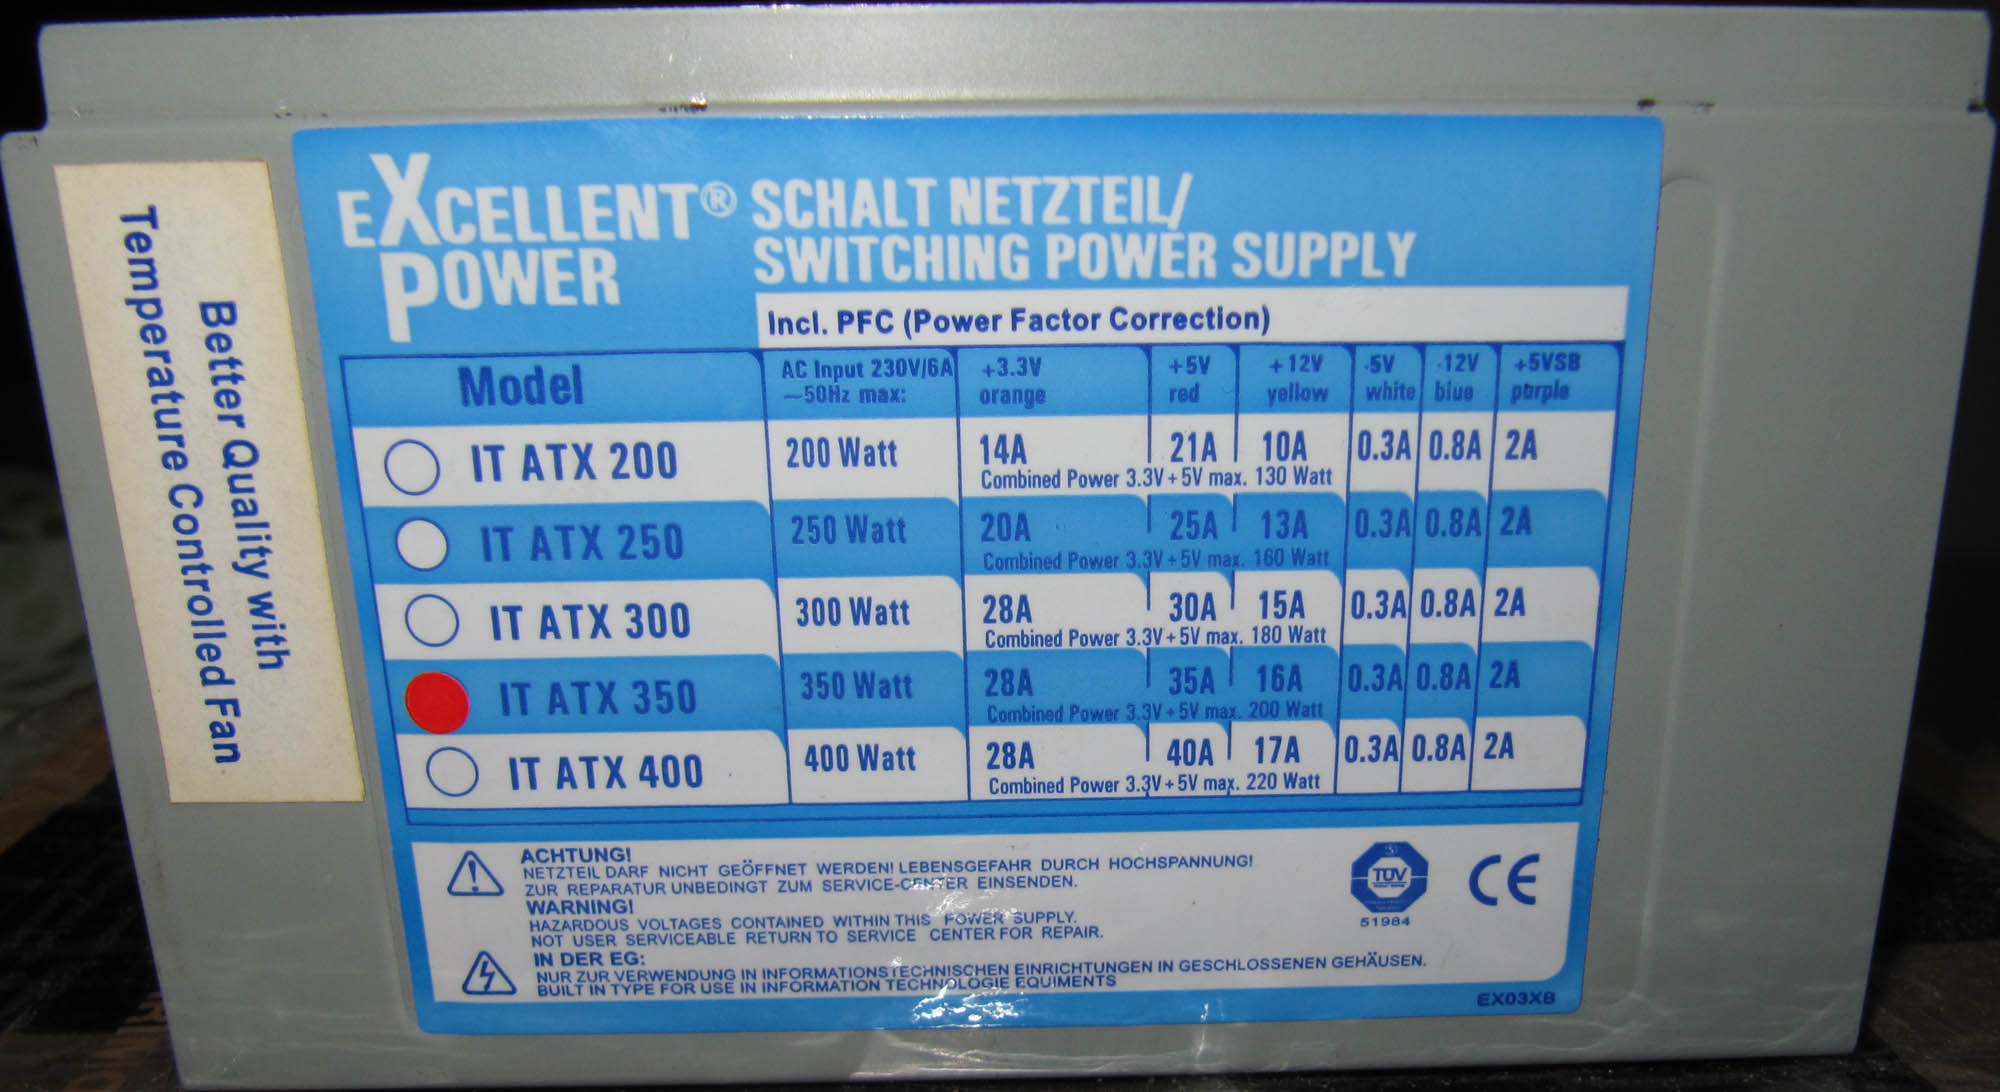 Better Quality with
Temperature Controlled Fan
EXCELLENT®
POWER
SCHALT NETZTEIL/
SWITCHING POWER SUPPLY
Incl. PFC (Power Factor Correction)
Model AC Input 230V/6A +3.3V +5V +12V -5V -12V +5VSB
~50Hz max: orange red yellow white blue purple
IT ATX 200 200 Watt 14A 21A 10A 0.3A 0.8A 2A
Combined Power 3.3V+5V max. 130 Watt
IT ATX 250 250 Watt 20A 25A 13A 0.3A 0.8A 2A
Combined Power 3.3V+5V max. 160 Watt
IT ATX 300 300 Watt 28A 30A 15A 0.3A 0.8A 2A
Combined Power 3.3V+5V max. 180 Watt
IT ATX 350 350 Watt 28A 35A 16A 0.3A 0.8A 2A
Combined Power 3.3V+5V max. 200 Watt
IT ATX 400 400 Watt 28A 40A 17A 0.3A 0.8A 2A
Combined Power 3.3V+5V max. 220 Watt
ACHTUNG!
NETZTEIL DARF NICHT GEÖFFNET WERDEN! LEBENSGEFAHR DURCH HOCHSPANNUNG!
ZUR REPARATUR UNBEDINGT ZUM SERVICE-CENTER EINSENDEN.
WARNING!
HAZARDOUS VOLTAGES CONTAINED WITHIN THIS POWER SUPPLY.
NOT USER SERVICEABLE RETURN TO SERVICE CENTER FOR REPAIR.
IN DER EG:
NUR ZUR VERWENDUNG IN INFORMATIONSTECHNISCHEN EINRICHTUNGEN IN GESCHLOSSENEN GEHÄUSEN.
BUILT IN TYPE FOR USE IN INFORMATION TECHNOLOGIE EQUIMENTS
TÜV
51984
CE
EX03XB